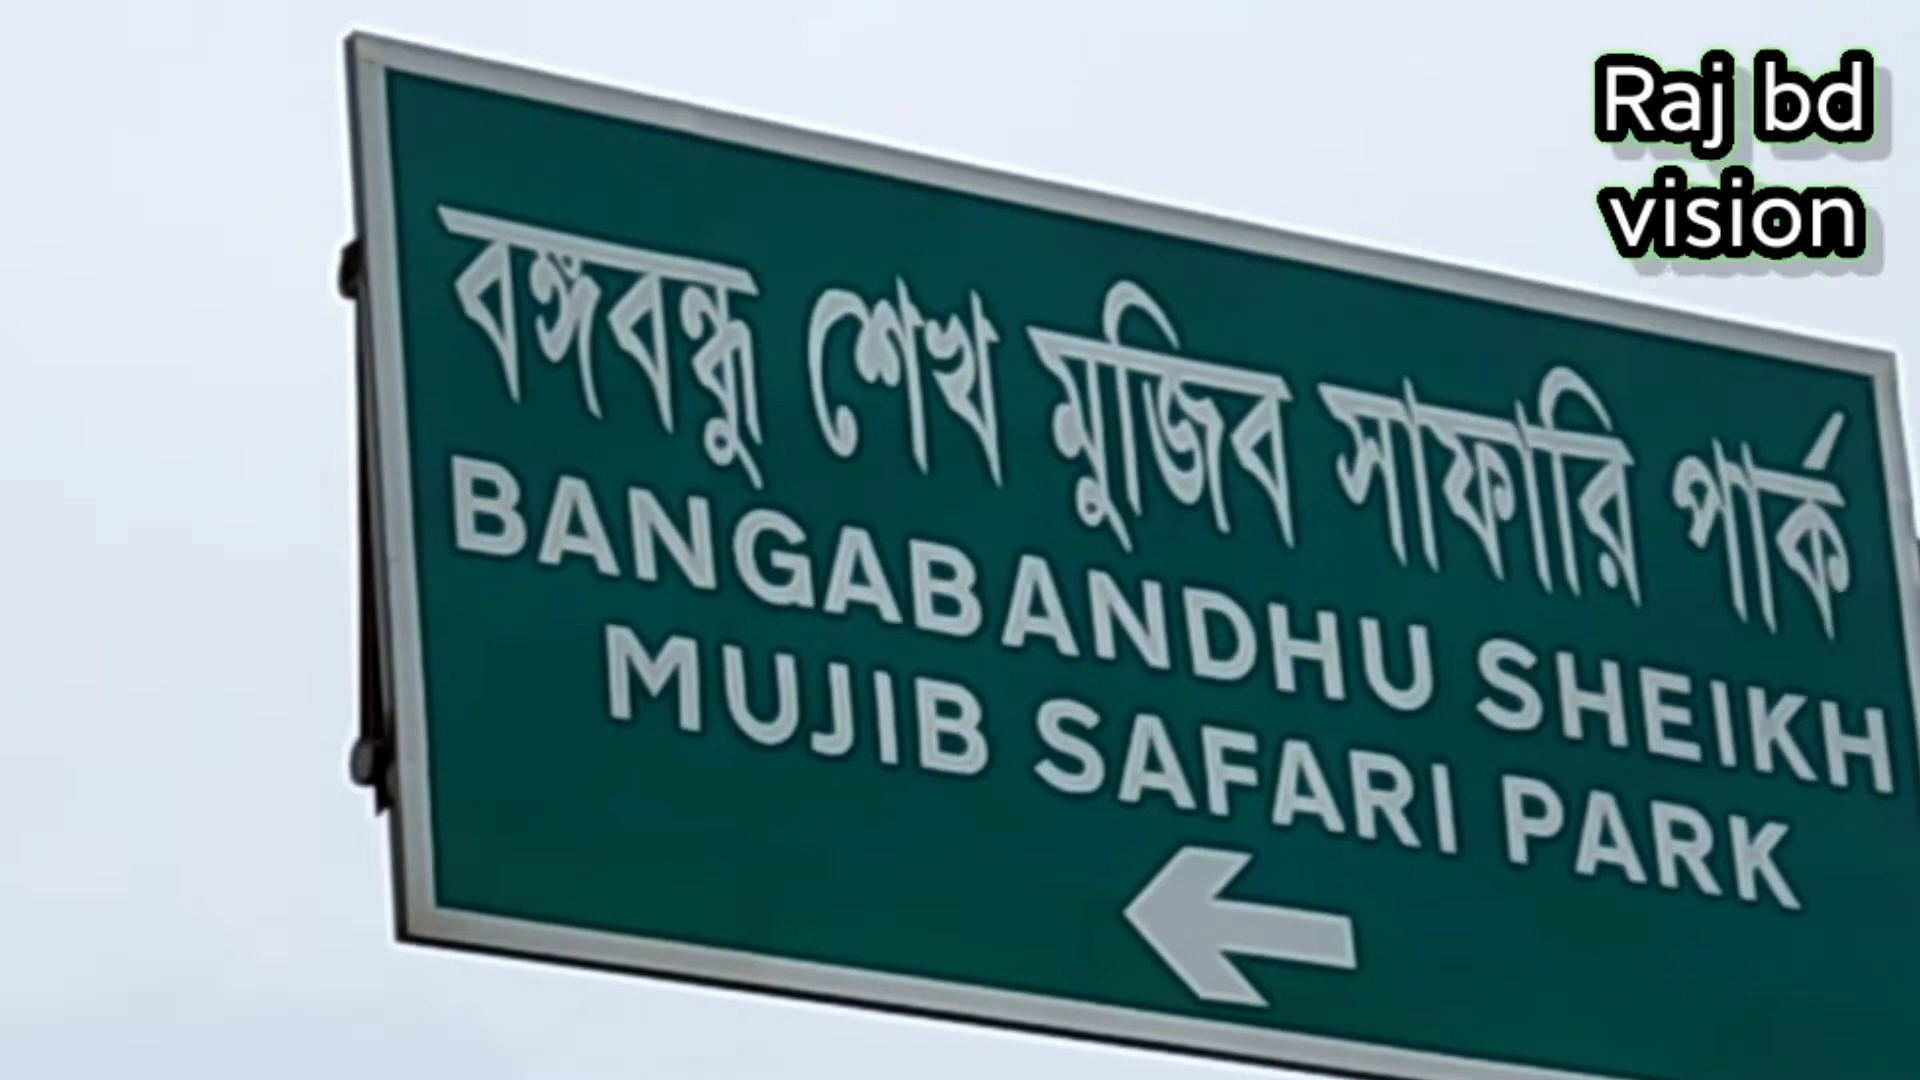 Raj bd
vision
বঙ্গবন্ধু শেখ মুজিব সাফারি পার্ক
BANGABANDHU SHEIKH
MUJIB SAFARI PARK